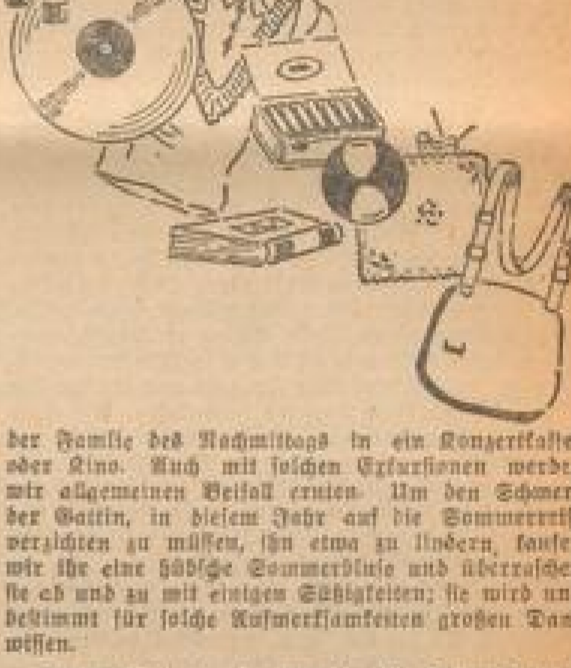 der Familie des Nachmittags in ein Konzertkaffe
oder Kino. Auch mit solchen Exkursionen werde
wir allgemeinen Beifall ernten. Um den Schmer
der Gattin, in diesem Jahr auf die Sommerreis
verzichten zu müssen, ihn etwa zu lindern, kaufe
wir ihr eine hübsche Sommerbluse und überrasche
sie ab und zu mit einigen Süßigkeiten; sie wird un
bestimmt für solche Aufmerksamkeiten großen Dan
wissen.